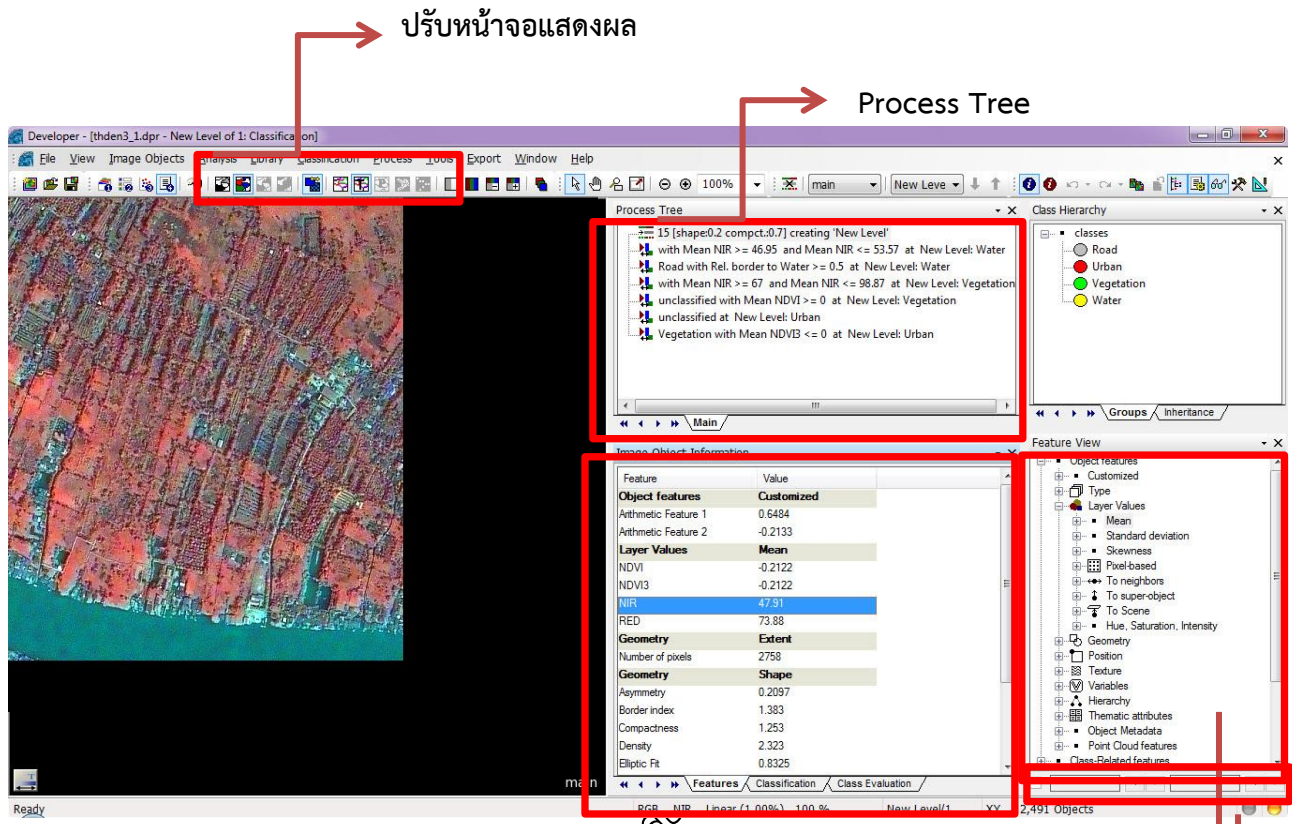 ปรับหน้าจอแสดงผล
Process Tree
Developer - [thden3_1.dpr - New Level of 1: Classification]
File View Image Objects Analysis Library Classification Process Tools Export Window Help
100% main New Leve
Process Tree
15 [shape:0.2 compct.:0.7] creating 'New Level'
with Mean NIR >= 46.95 and Mean NIR <= 53.57 at New Level: Water
Road with Rel. border to Water >= 0.5 at New Level: Water
with Mean NIR >= 67 and Mean NIR <= 98.87 at New Level: Vegetation
unclassified with Mean NDVI >= 0 at New Level: Vegetation
unclassified at New Level: Urban
Vegetation with Mean NDVI3 <= 0 at New Level: Urban
Main
Class Hierarchy
classes
Road
Urban
Vegetation
Water
Groups Inheritance
Image Object Information
Feature Value
Object features Customized
Arithmetic Feature 1 0.6484
Arithmetic Feature 2 -0.2133
Layer Values Mean
NDVI -0.2122
NDVI3 -0.2122
NIR 47.91
RED 73.88
Geometry Extent
Number of pixels 2758
Geometry Shape
Asymmetry 0.2097
Border index 1.383
Compactness 1.253
Density 2.323
Elliptic Fit 0.8325
Features Classification Class Evaluation
Feature View
Object features
Customized
Type
Layer Values
Mean
Standard deviation
Skewness
Pixel-based
To neighbors
To super-object
To Scene
Hue, Saturation, Intensity
Geometry
Position
Texture
Variables
Hierarchy
Thematic attributes
Object Metadata
Point Cloud features
Class-Related features
main
Ready RGB NIR Linear (1.00%) 100 % New Level/1 XY 2,491 Objects